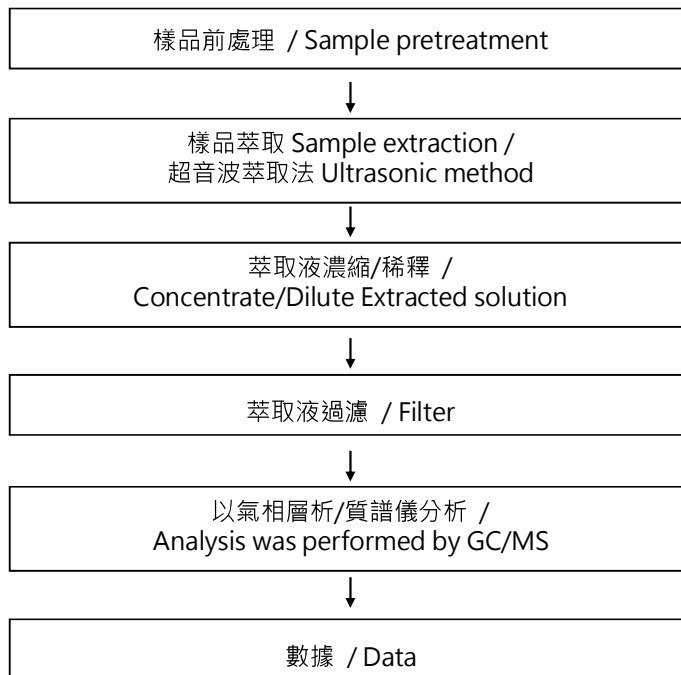 樣品前處理 / Sample pretreatment
樣品萃取 Sample extraction /
超音波萃取法 Ultrasonic method
萃取液濃縮/稀釋 /
Concentrate/Dilute Extracted solution
萃取液過濾 / Filter
以氣相層析/質譜儀分析 /
Analysis was performed by GC/MS
數據 / Data